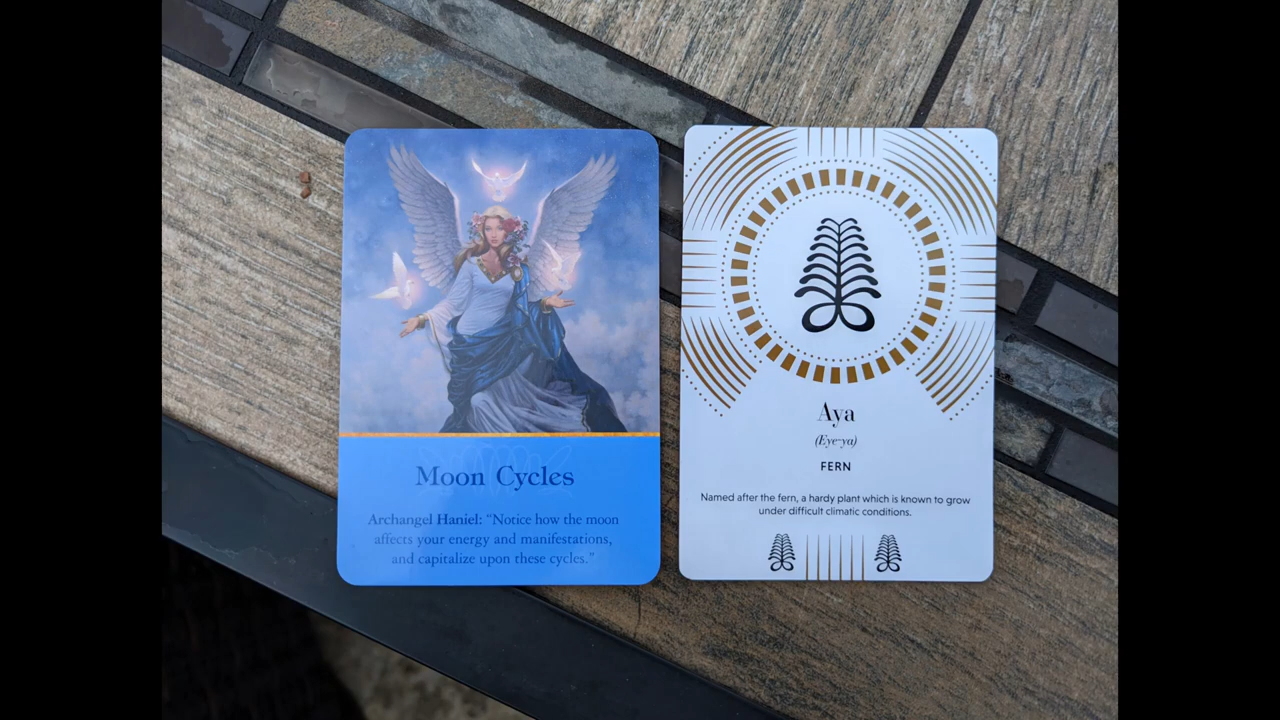 Moon Cycles
Archangel Haniel: “Notice how the moon
affects your energy and manifestations,
and capitalize upon these cycles.”
Aya
(Eye-ya)
FERN
Named after the fern, a hardy plant which is known to grow
under difficult climatic conditions.